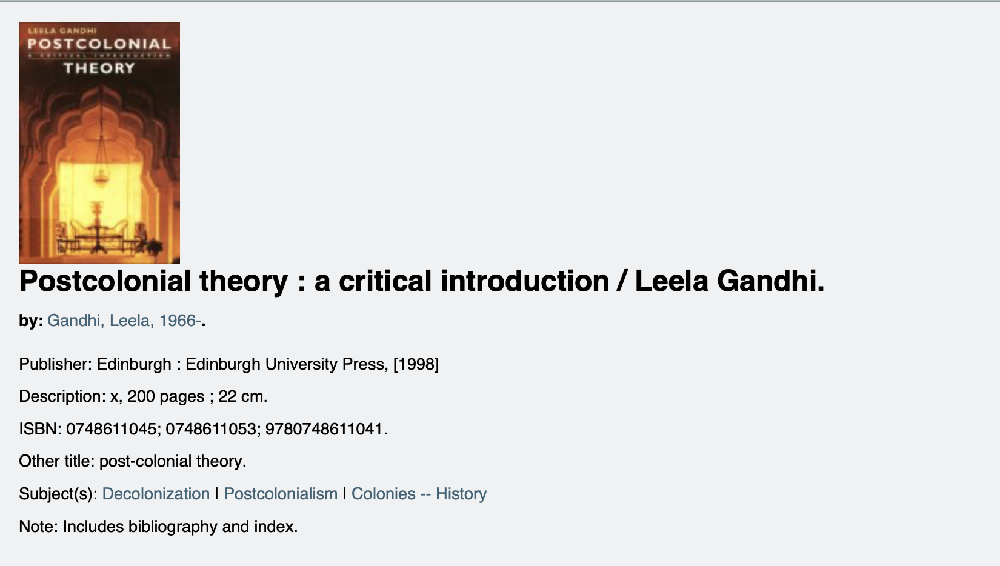 LEELA GANDHI
POSTCOLONIAL
A CRITICAL INTRODUCTION
THEORY
Postcolonial theory : a critical introduction / Leela Gandhi.
by: Gandhi, Leela, 1966-.
Publisher: Edinburgh : Edinburgh University Press, [1998]
Description: x, 200 pages ; 22 cm.
ISBN: 0748611045; 0748611053; 9780748611041.
Other title: post-colonial theory.
Subject(s): Decolonization | Postcolonialism | Colonies -- History
Note: Includes bibliography and index.